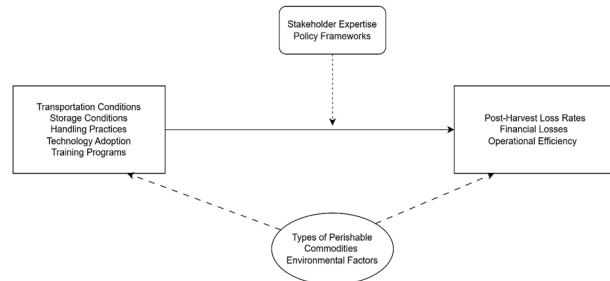 Stakeholder Expertise
Policy Frameworks
Transportation Conditions
Storage Conditions
Handling Practices
Technology Adoption
Training Programs
Post-Harvest Loss Rates
Financial Losses
Operational Efficiency
Types of Perishable
Commodities
Environmental Factors